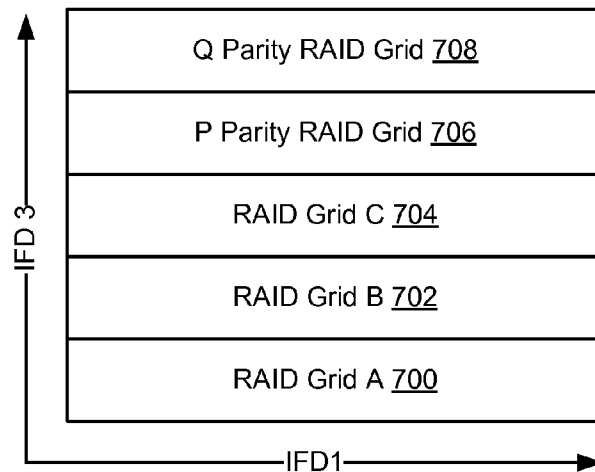 Q Parity RAID Grid 708
P Parity RAID Grid 706
RAID Grid C 704
RAID Grid B 702
RAID Grid A 700
IFD 3
IFD1